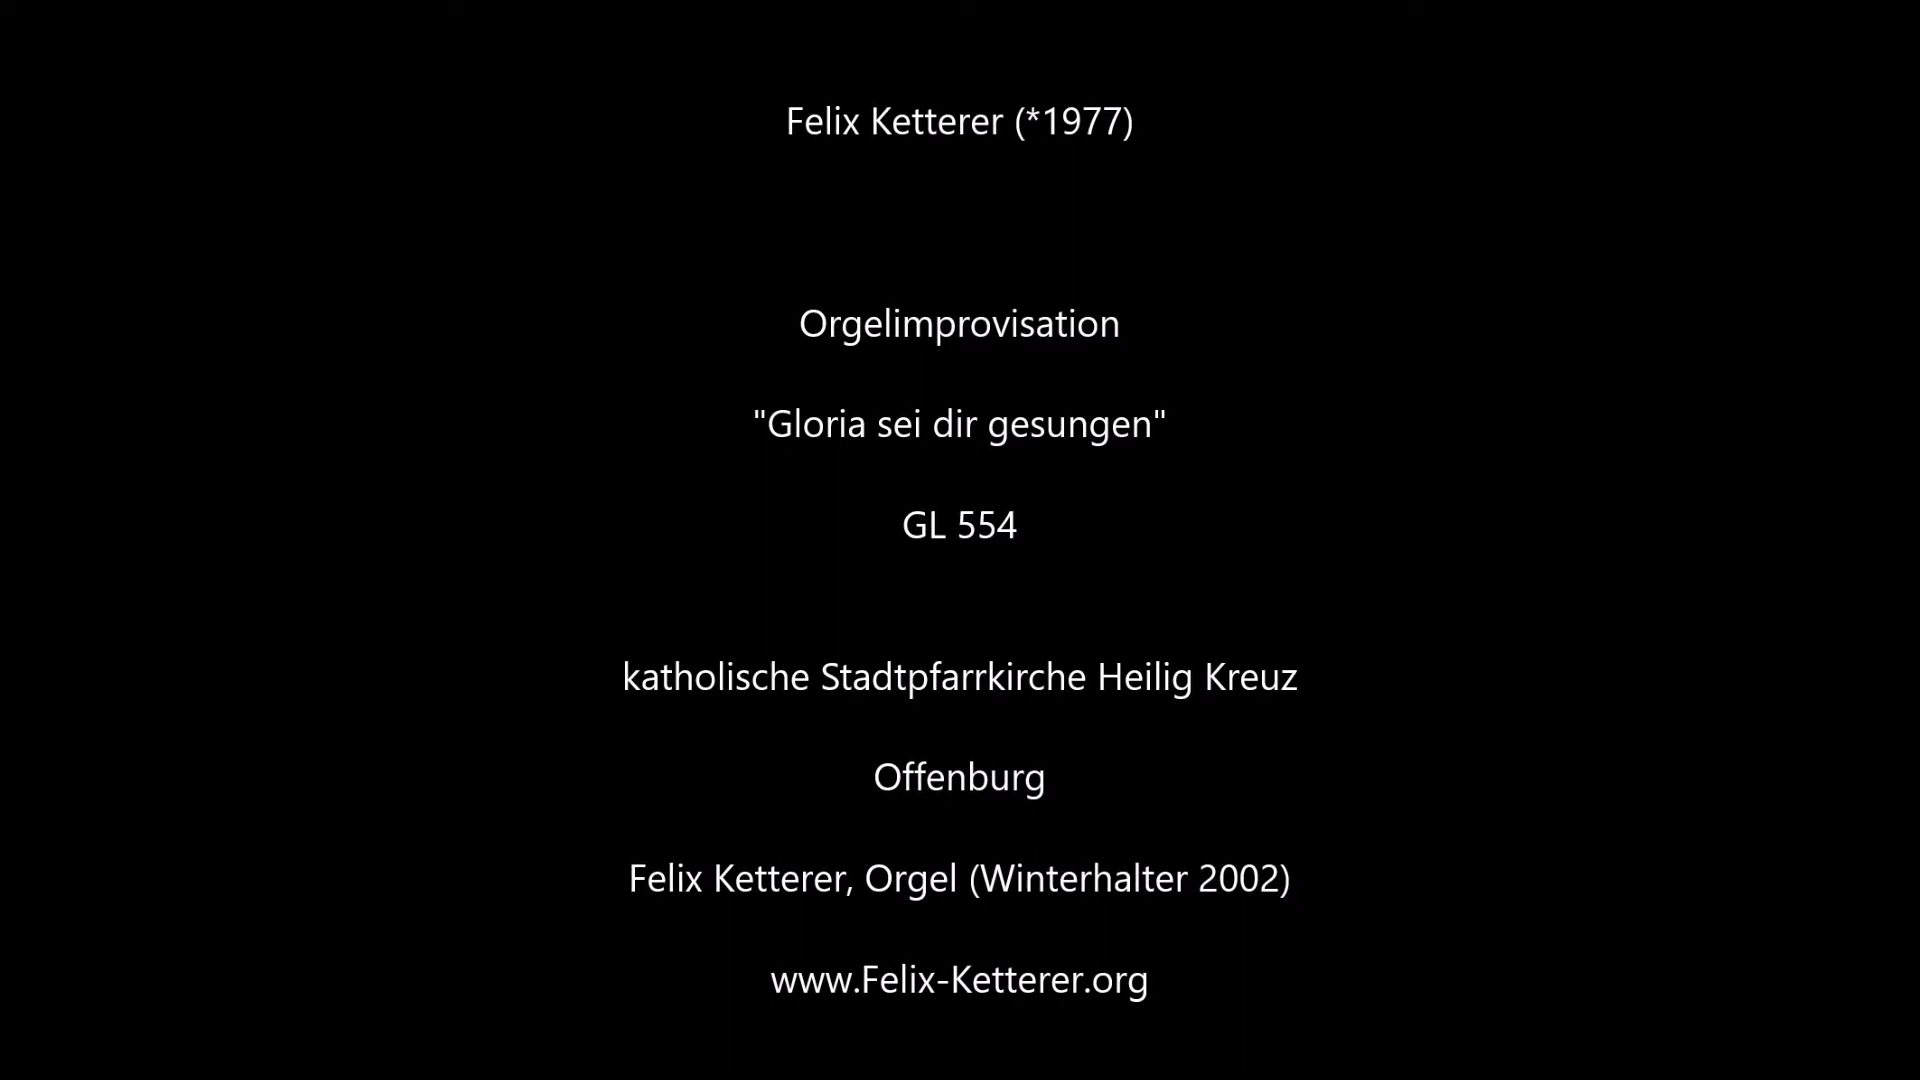 Felix Ketterer (*1977)
Orgelimprovisation
"Gloria sei dir gesungen"
GL 554
katholische Stadtpfarrkirche Heilig Kreuz
Offenburg
Felix Ketterer, Orgel (Winterhalter 2002)
www.Felix-Ketterer.org